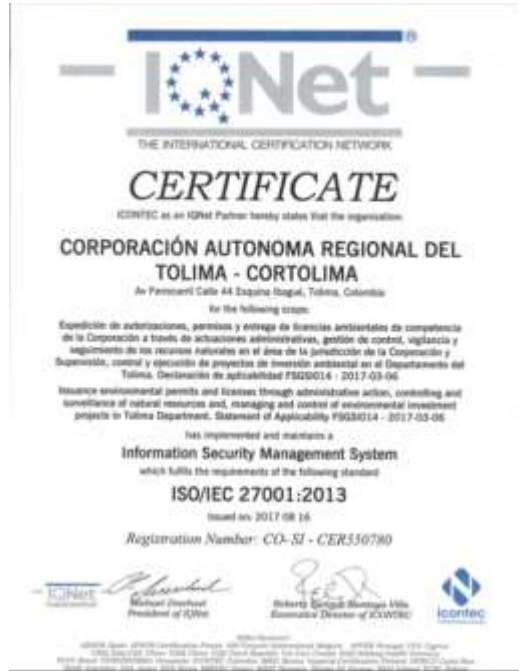 IQNet
THE INTERNATIONAL CERTIFICATION NETWORK
CERTIFICATE
ICONTEC as an IQNet Partner hereby states that the organization:
CORPORACIÓN AUTONOMA REGIONAL DEL
TOLIMA - CORTOLIMA
Av Ferrocarril Calle 44 Esquina Ibagué, Tolima, Colombia
for the following scope:
Expedición de autorizaciones, permisos y entrega de licencias ambientales de competencia
de la Corporación a través de actuaciones administrativas, gestión de control, vigilancia y
seguimiento de los recursos naturales en el área de la jurisdicción de la Corporación y
Supervisión, control y ejecución de proyectos de inversión ambiental en el Departamento del
Tolima. Declaración de aplicabilidad FSGSI014 - 2017-03-06
Issuance environmental permits and licenses through administrative action, controlling and
surveillance of natural resources and, managing and control of environmental investment
projects in Tolima Department. Statement of Applicability FSGSI014 - 2017-03-06
has implemented and maintains a
Information Security Management System
which fulfils the requirements of the following standard
ISO/IEC 27001:2013
Issued on: 2017 08 16
Registration Number: CO- SI - CER550780
IQNet
Michael Drechsel
President of IQNet
Roberto Enrique Montoya Villa
Executive Director of ICONTEC
icontec